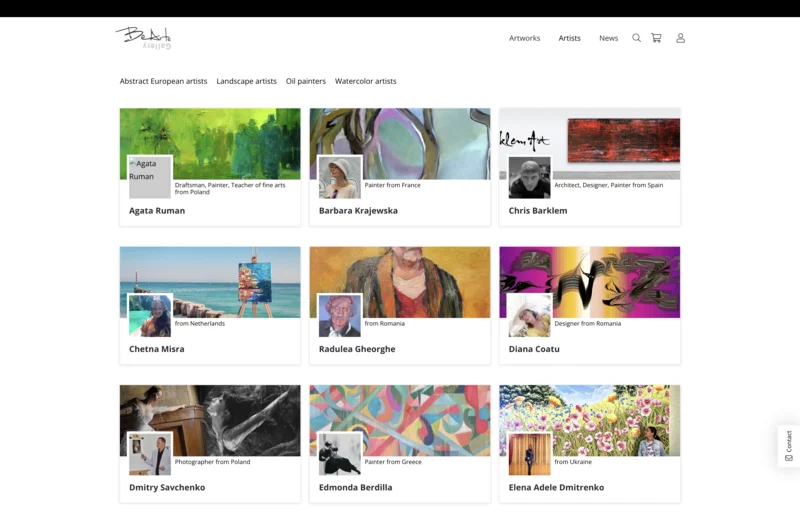 BeArte
Gallery
Artworks
Artists
News
Abstract European artists
Landscape artists
Oil painters
Watercolor artists
Agata
Ruman
Draftsman, Painter, Teacher of fine arts
from Poland
Agata Ruman
Painter from France
Barbara Krajewska
klem Art
Architect, Designer, Painter from Spain
Chris Barklem
from Netherlands
Chetna Misra
from Romania
Radulea Gheorghe
Designer from Romania
Diana Coatu
Photographer from Poland
Dmitry Savchenko
Painter from Greece
Edmonda Berdilla
from Ukraine
Elena Adele Dmitrenko
Contact